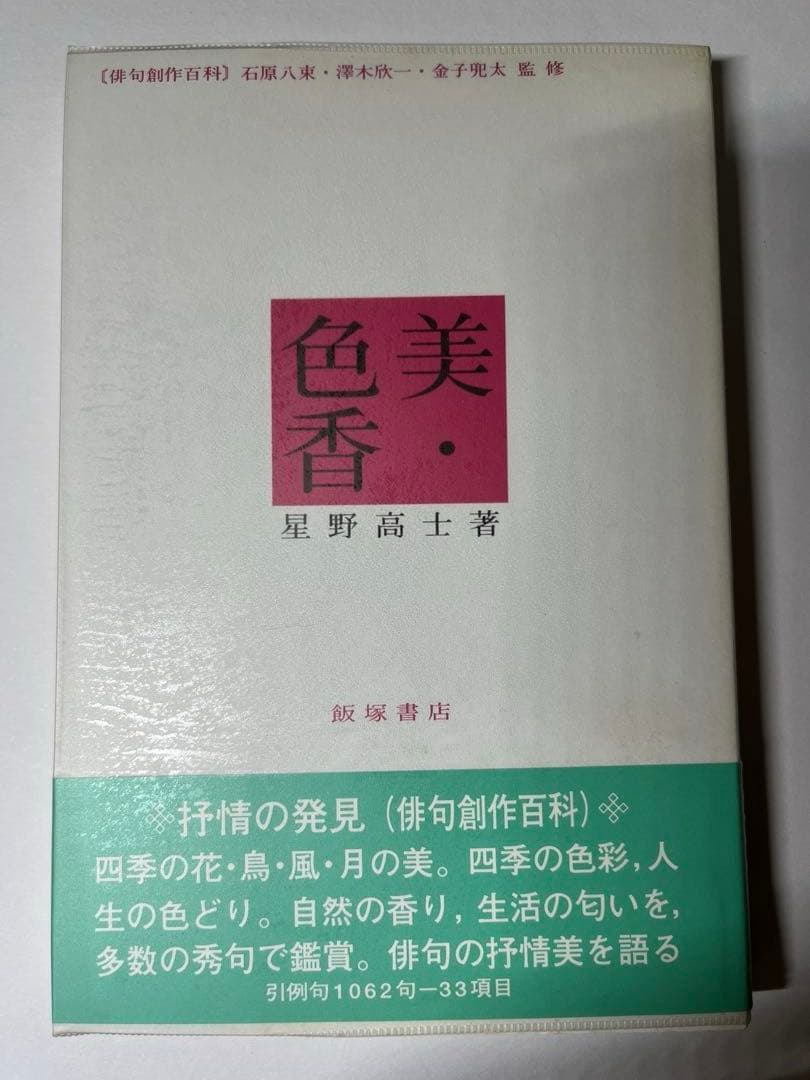 〔俳句創作百科〕石原八束・澤木欣一・金子兜太 監修
美・
色香
星野高士著
飯塚書店
抒情の発見(俳句創作百科)
四季の花・鳥・風・月の美。四季の色彩,人
生の色どり。自然の香り,生活の匂いを,
多数の秀句で鑑賞。俳句の抒情美を語る
引例句1062句—33項目